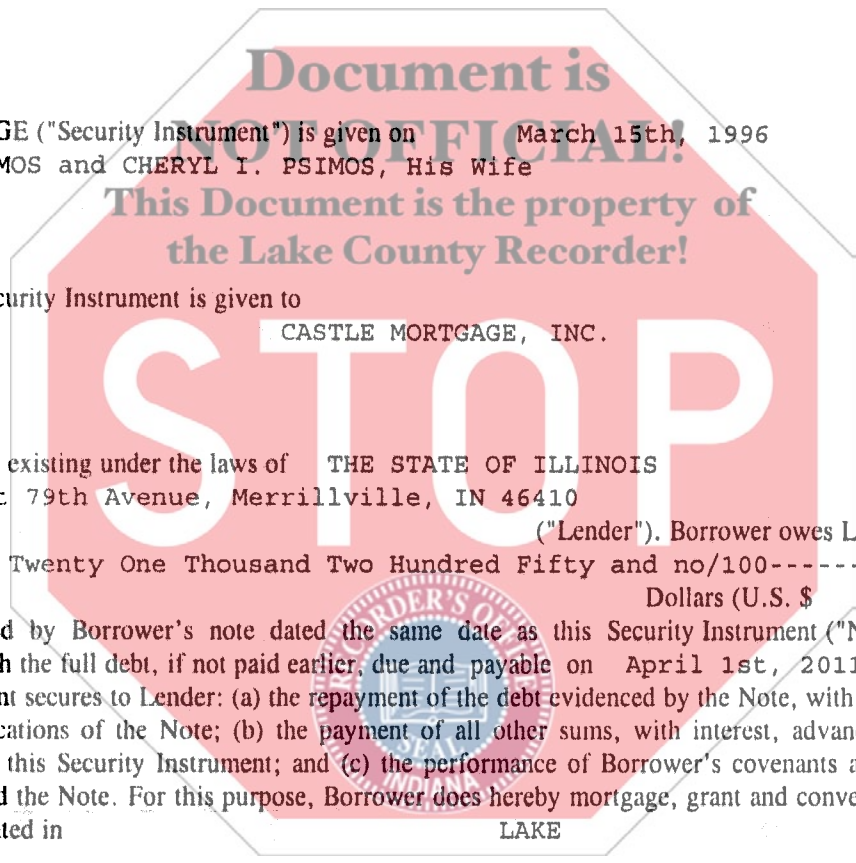 Document is
GE ("Security Instrument") is given on March 15th, 1996
NOT OFFICIAL!
MOS and CHERYL I. PSIMOS, His Wife
This Document is the property of
the Lake County Recorder!
curity Instrument is given to
CASTLE MORTGAGE, INC.
STOP
existing under the laws of THE STATE OF ILLINOIS
79th Avenue, Merrillville, IN 46410
("Lender"). Borrower owes L
Twenty One Thousand Two Hundred Fifty and no/100------
Dollars (U.S. $
d by Borrower's note dated the same date as this Security Instrument ("N
h the full debt, if not paid earlier, due and payable on April 1st, 2011
nt secures to Lender: (a) the repayment of the debt evidenced by the Note, with
cations of the Note; (b) the payment of all other sums, with interest, advan
this Security Instrument; and (c) the performance of Borrower's covenants a
d the Note. For this purpose, Borrower does hereby mortgage, grant and conve
ted in LAKE
RECORDER'S OFFICE
SEAL
INDIANA